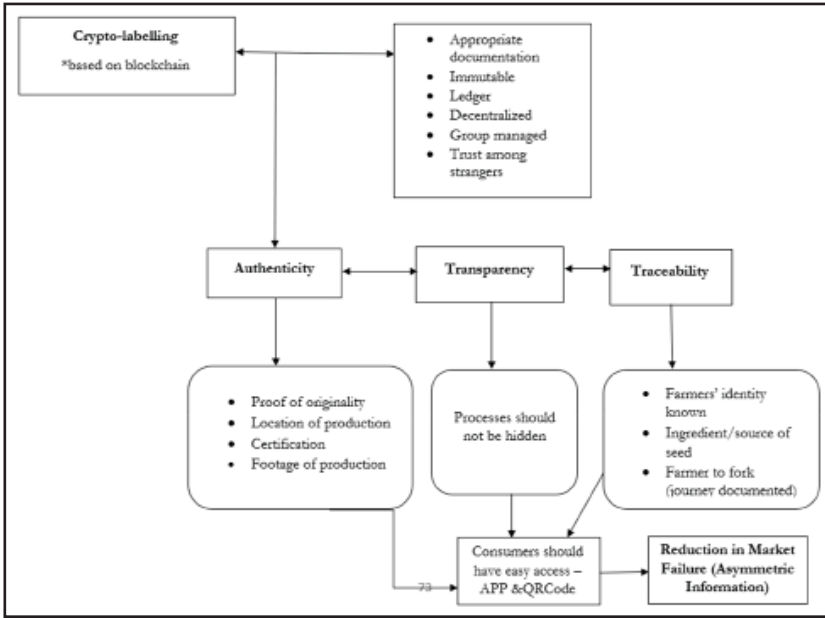 Crypto-labelling
*based on blockchain
• Appropriate
documentation
• Immutable
• Ledger
• Decentralized
• Group managed
• Trust among
strangers
Authenticity
Transparency
Traceability
• Proof of originality
• Location of production
• Certification
• Footage of production
Processes should
not be hidden
• Farmers' identity
known
• Ingredient/source of
seed
• Farmer to fork
(journey documented)
Consumers should
have easy access –
APP &QRCode
73
Reduction in Market
Failure (Asymmetric
Information)